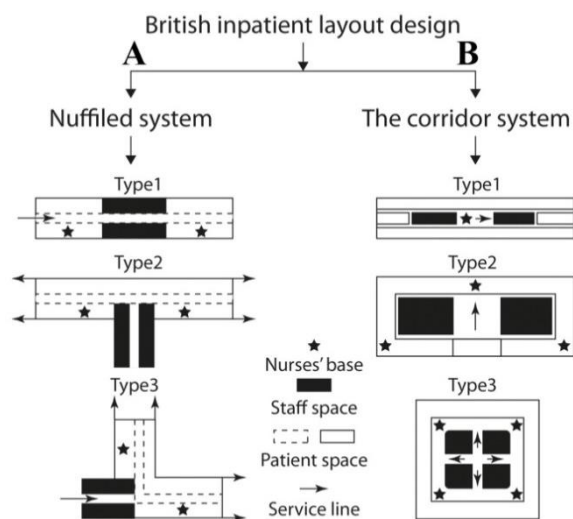 British inpatient layout design
A
B
Nuffiled system
The corridor system
Type1
Type1
Type2
Type2
Type3
Type3
Nurses' base
Staff space
Patient space
Service line